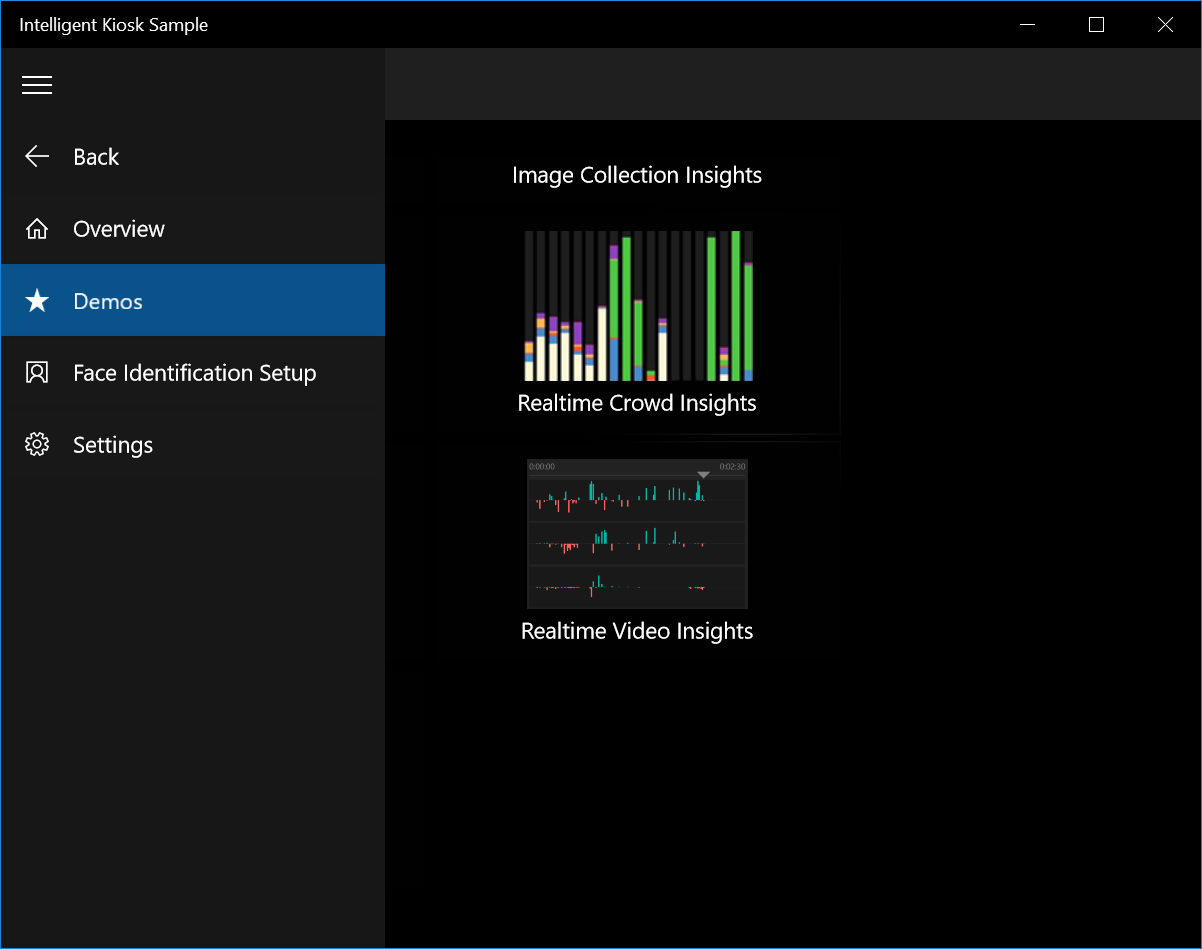 Intelligent Kiosk Sample
Back
Overview
Demos
Face Identification Setup
Settings
Image Collection Insights
Realtime Crowd Insights
0:00:00 0:02:30
Realtime Video Insights